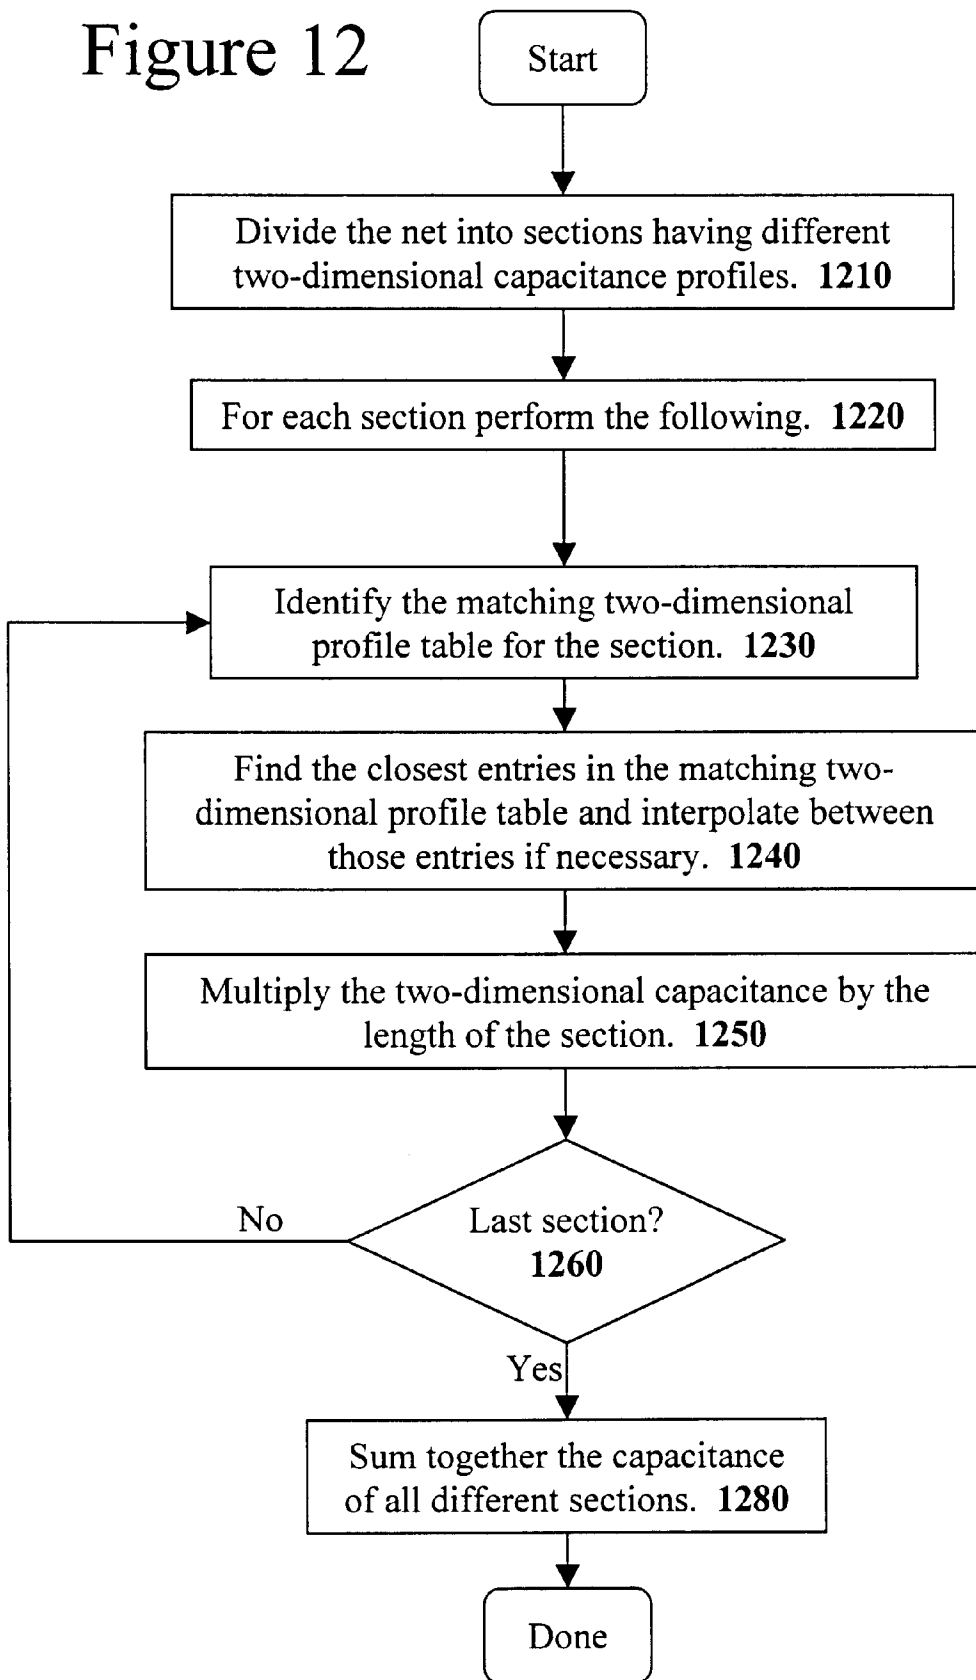 Figure 12
Start
Divide the net into sections having different
two-dimensional capacitance profiles. 1210
For each section perform the following. 1220
Identify the matching two-dimensional
profile table for the section. 1230
Find the closest entries in the matching two-
dimensional profile table and interpolate between
those entries if necessary. 1240
Multiply the two-dimensional capacitance by the
length of the section. 1250
No
Last section?
1260
Yes
Sum together the capacitance
of all different sections. 1280
Done